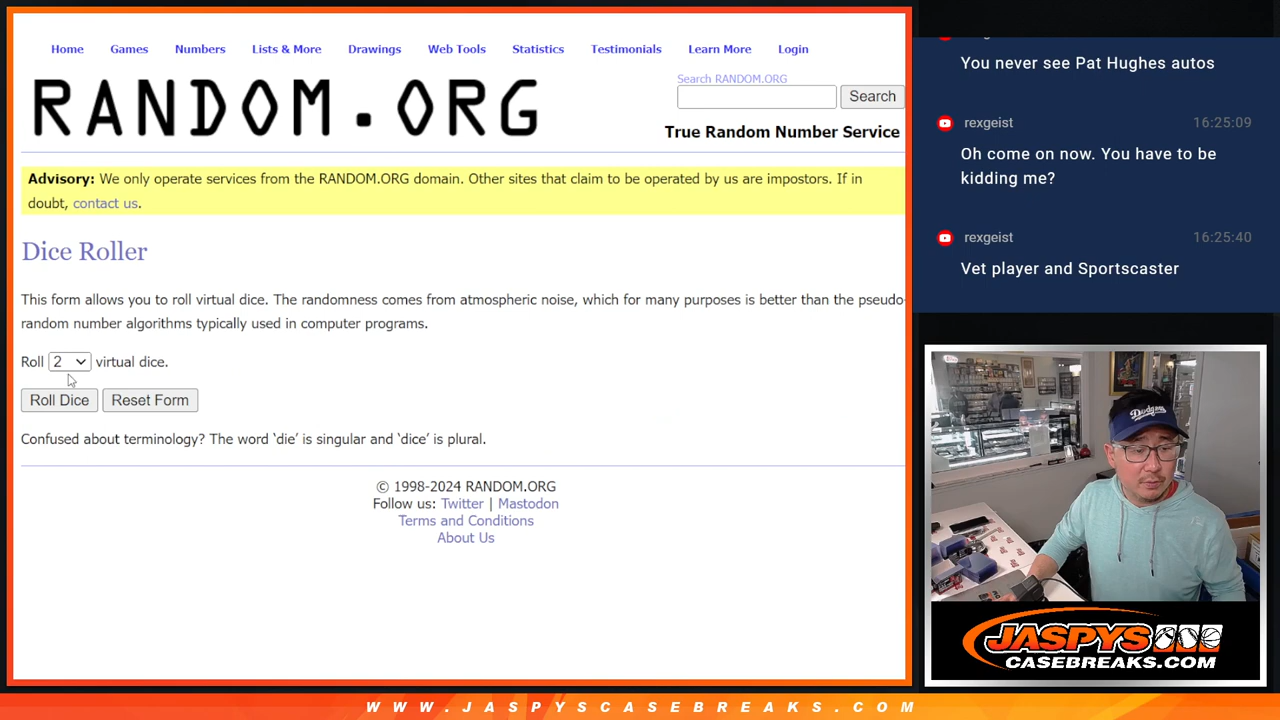 Home Games Numbers Lists & More Drawings Web Tools Statistics Testimonials Learn More Login
RANDOM.ORG
Search RANDOM.ORG
Search
True Random Number Service
Advisory: We only operate services from the RANDOM.ORG domain. Other sites that claim to be operated by us are impostors. If in
doubt, contact us.
Dice Roller
This form allows you to roll virtual dice. The randomness comes from atmospheric noise, which for many purposes is better than the pseudo-
random number algorithms typically used in computer programs.
Roll 2 virtual dice.
Roll Dice Reset Form
Confused about terminology? The word ‘die’ is singular and ‘dice’ is plural.
© 1998-2024 RANDOM.ORG
Follow us: Twitter | Mastodon
Terms and Conditions
About Us
You never see Pat Hughes autos
rexgeist 16:25:09
Oh come on now. You have to be
kidding me?
rexgeist 16:25:40
Vet player and Sportscaster
Dodgers
JASPYS
CASEBREAKS.COM
WWW.JASPYSCASEBREAKS.COM